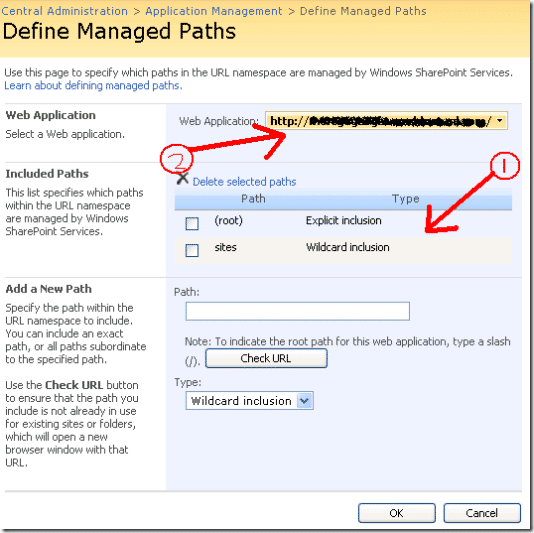 Central Administration > Application Management > Define Managed Paths
Define Managed Paths
Use this page to specify which paths in the URL namespace are managed by Windows SharePoint Services.
Learn about defining managed paths.
Web Application
Select a Web application.
Web Application: http:// /
2
1
Included Paths
This list specifies which paths
within the URL namespace
are managed by Windows
SharePoint Services.
Delete selected paths
Path Type
(root) Explicit inclusion
sites Wildcard inclusion
Add a New Path
Specify the path within the
URL namespace to include.
You can include an exact
path, or all paths subordinate
to the specified path.
Use the Check URL button
to ensure that the path you
include is not already in use
for existing sites or folders,
which will open a new
browser window with that
URL.
Path:
Note: To indicate the root path for this web application, type a slash
(/). Check URL
Type:
Wildcard inclusion
OK Cancel